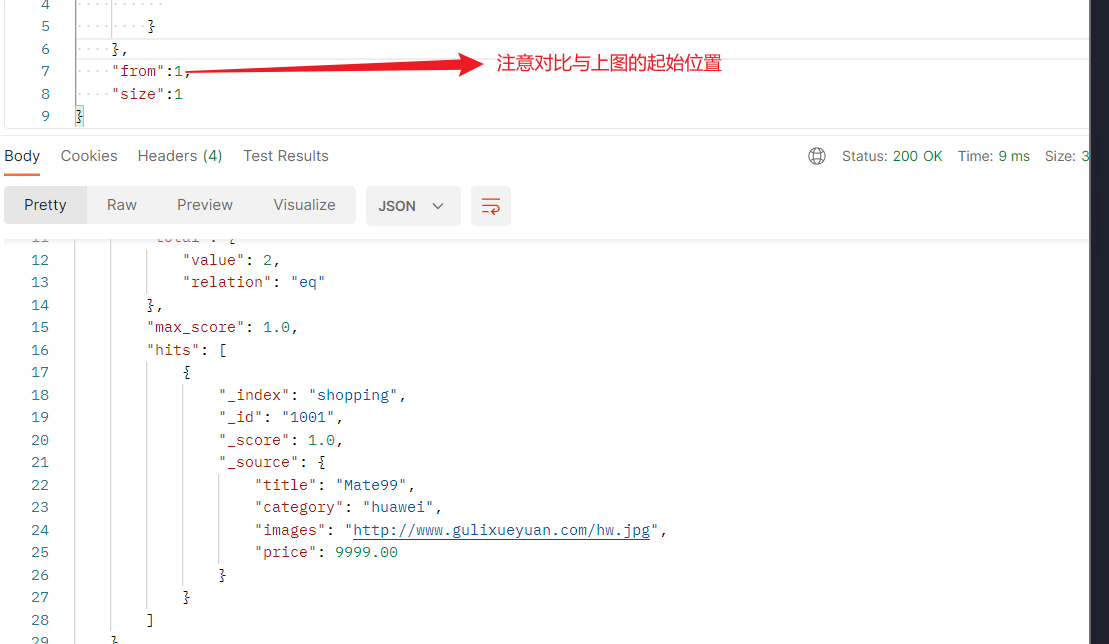 4
5 }
6 },
7 "from":1, 注意对比与上图的起始位置
8 "size":1
9 }
Body Cookies Headers (4) Test Results Status: 200 OK Time: 9 ms Size: 3
Pretty Raw Preview Visualize JSON
11 "total": {
12 "value": 2,
13 "relation": "eq"
14 },
15 "max_score": 1.0,
16 "hits": [
17 {
18 "_index": "shopping",
19 "_id": "1001",
20 "_score": 1.0,
21 "_source": {
22 "title": "Mate99",
23 "category": "huawei",
24 "images": "http://www.gulixueyuan.com/hw.jpg",
25 "price": 9999.00
26 }
27 }
28 ]
29 }